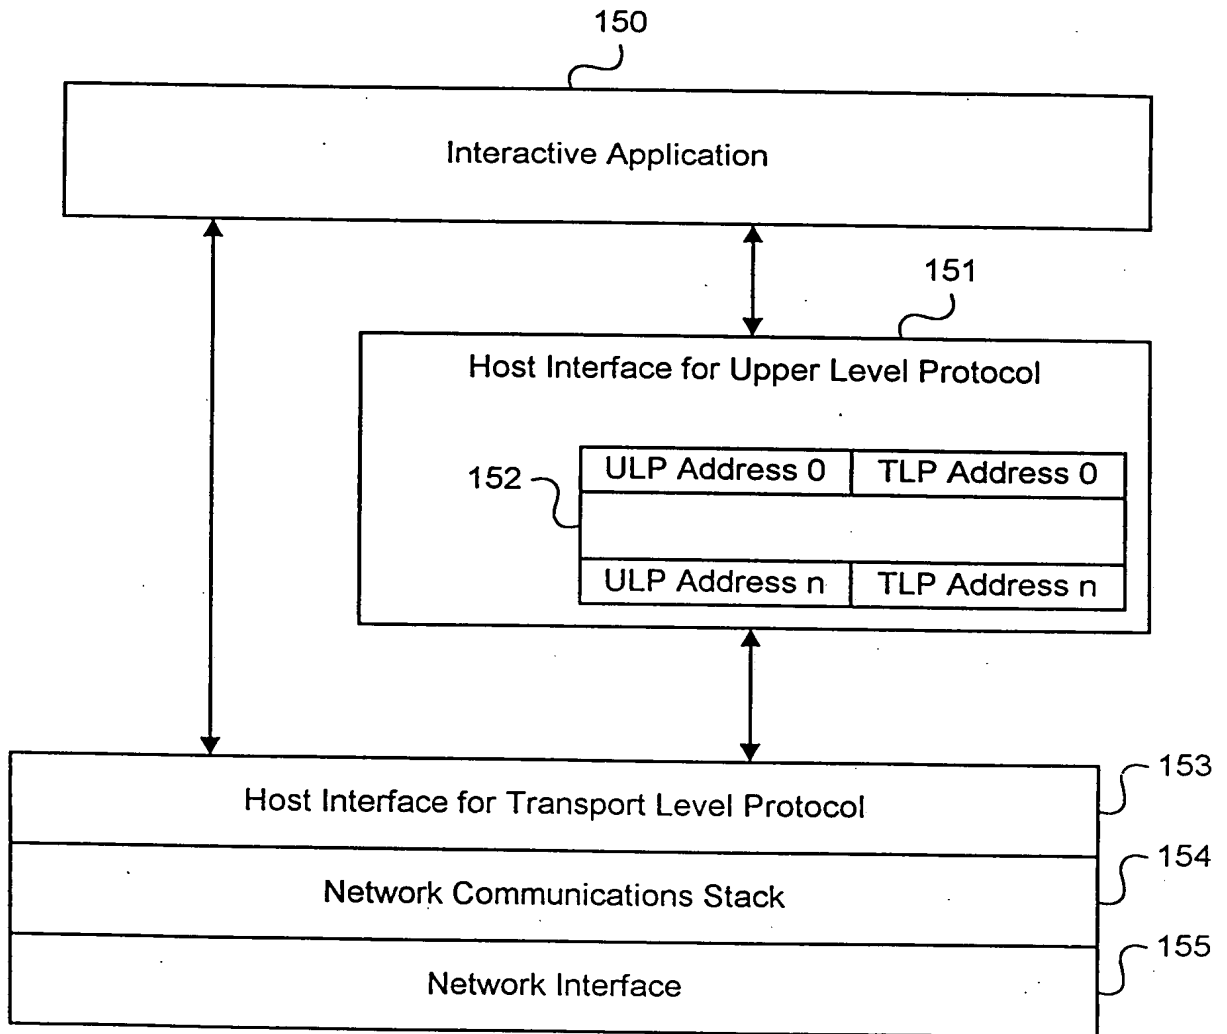 150
Interactive Application
151
Host Interface for Upper Level Protocol
152
ULP Address 0 TLP Address 0
ULP Address n TLP Address n
153
Host Interface for Transport Level Protocol
154
Network Communications Stack
155
Network Interface